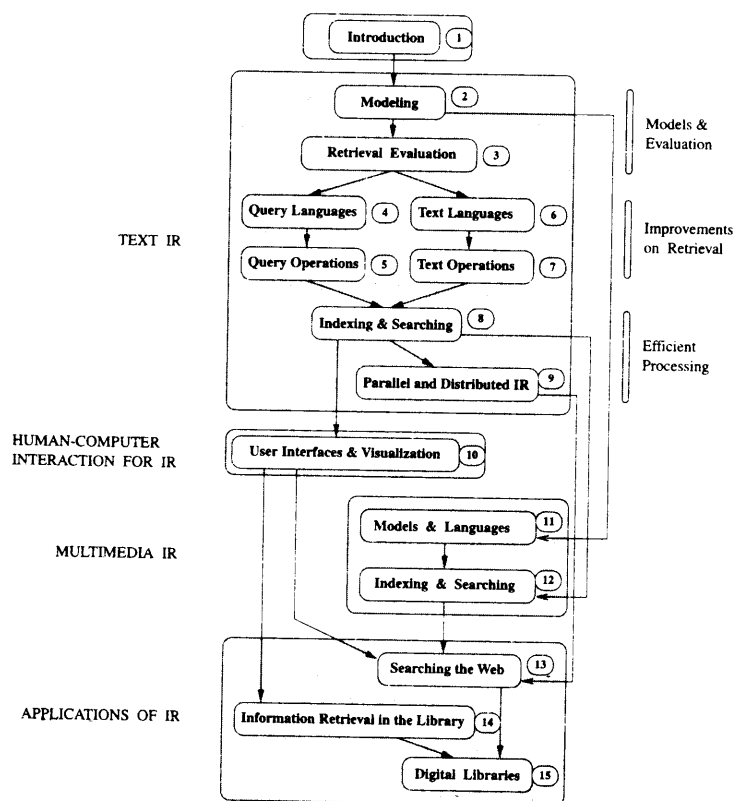 Introduction 1
Modeling 2
Models &
Evaluation
Retrieval Evaluation 3
Query Languages 4
Text Languages 6
TEXT IR
Improvements
on Retrieval
Query Operations 5
Text Operations 7
Indexing & Searching 8
Efficient
Processing
Parallel and Distributed IR 9
HUMAN-COMPUTER
INTERACTION FOR IR
User Interfaces & Visualization 10
Models & Languages 11
MULTIMEDIA IR
Indexing & Searching 12
Searching the Web 13
APPLICATIONS OF IR
Information Retrieval in the Library 14
Digital Libraries 15